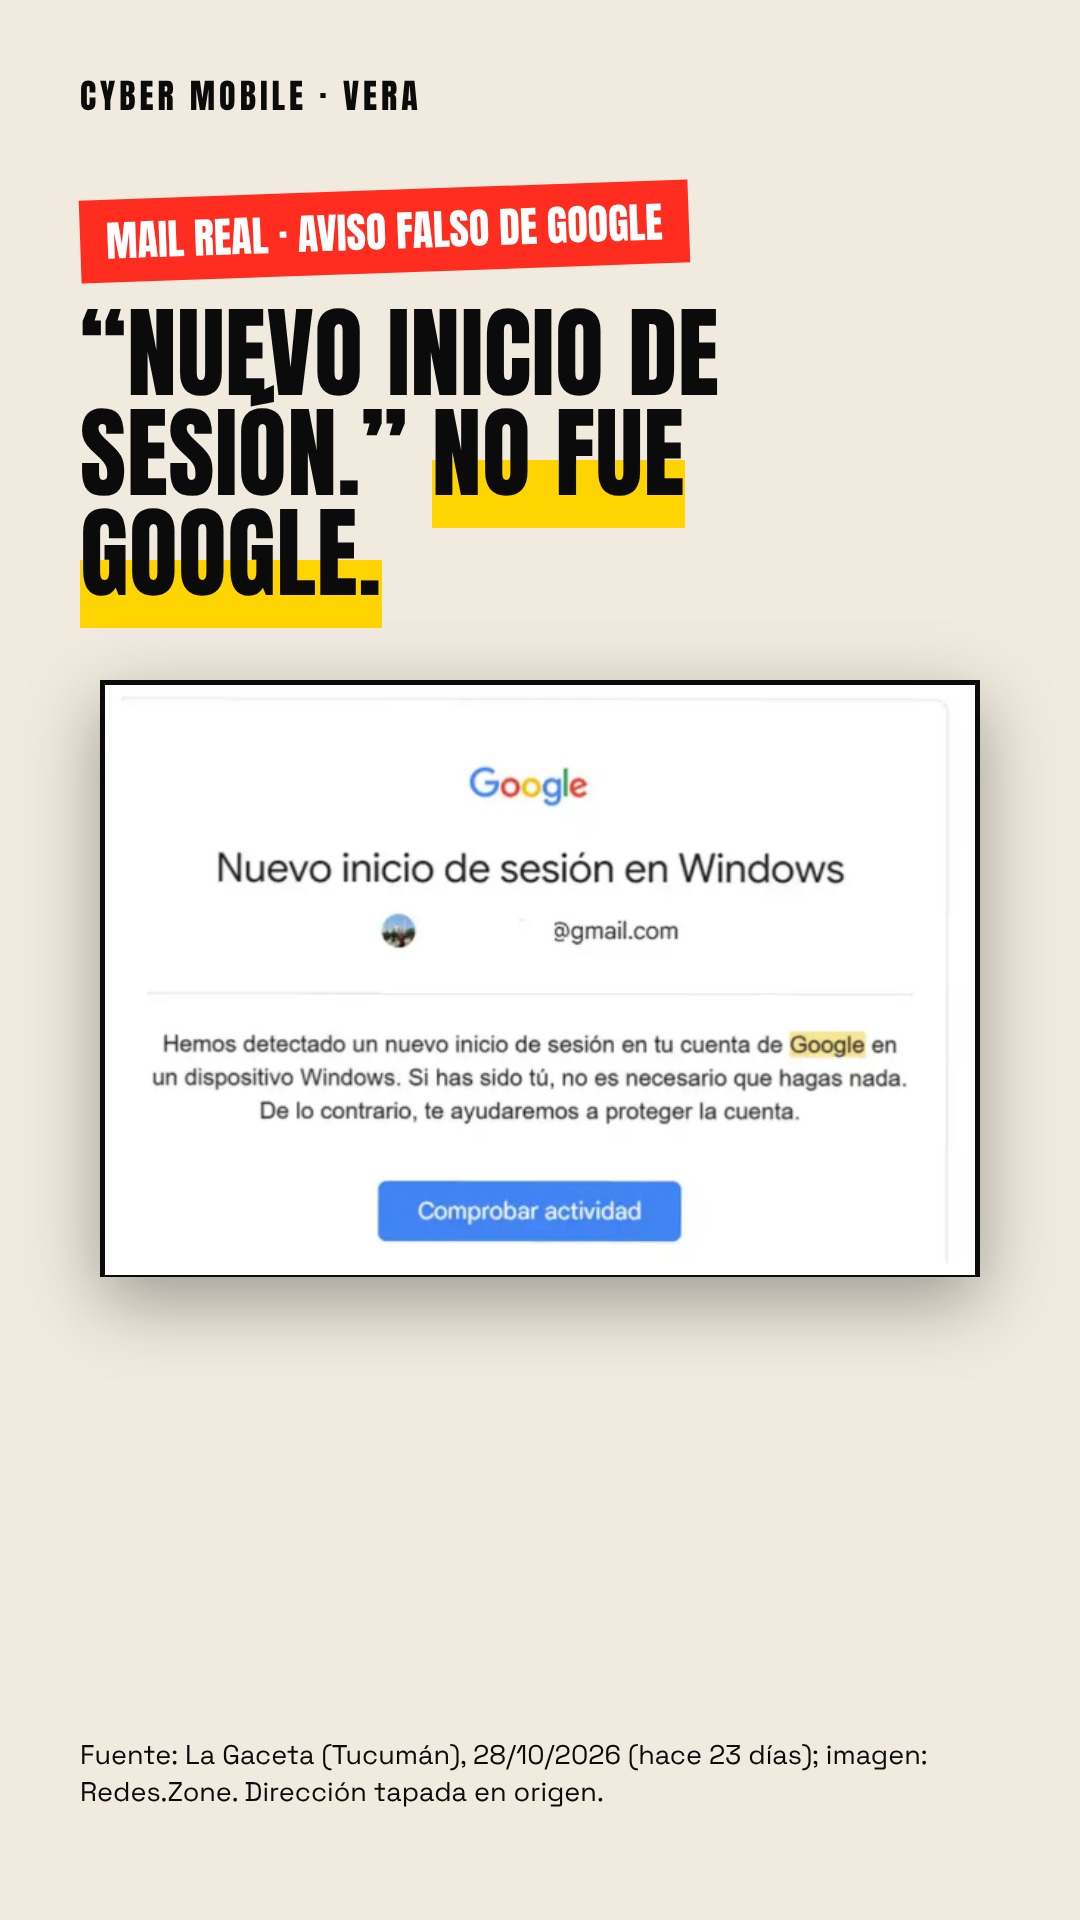 CYBER MOBILE · VERA
MAIL REAL · AVISO FALSO DE GOOGLE
“NUEVO INICIO DE
SESIÓN.” NO FUE
GOOGLE.
Google
Nuevo inicio de sesión en Windows
@gmail.com
Hemos detectado un nuevo inicio de sesión en tu cuenta de Google en
un dispositivo Windows. Si has sido tú, no es necesario que hagas nada.
De lo contrario, te ayudaremos a proteger la cuenta.
Comprobar actividad
Fuente: La Gaceta (Tucumán), 28/10/2026 (hace 23 días); imagen:
Redes.Zone. Dirección tapada en origen.